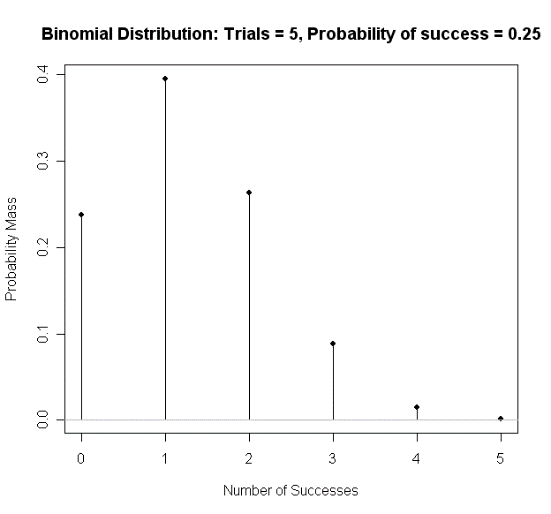 Binomial Distribution: Trials = 5, Probability of success = 0.25
0.4
0.3
0.2
0.1
0.0
Probability Mass
0 1 2 3 4 5
Number of Successes